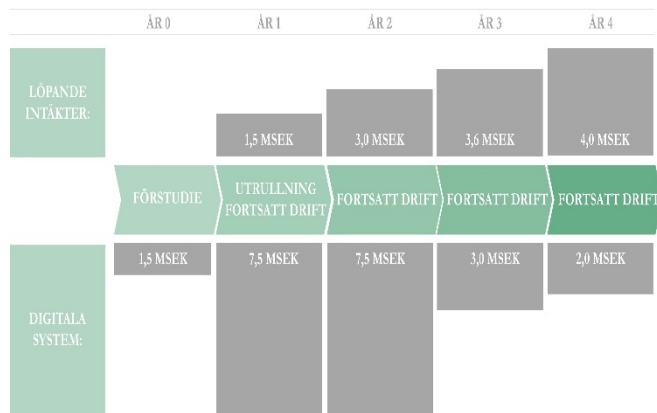 ÅR 0 ÅR 1 ÅR 2 ÅR 3 ÅR 4
LÖPANDE
INTÄKTER:
1,5 MSEK 3,0 MSEK 3,6 MSEK 4,0 MSEK
FÖRSTUDIE
UTRULLNING
FORTSATT DRIFT
FORTSATT DRIFT
FORTSATT DRIFT
FORTSATT DRIFT
1,5 MSEK 7,5 MSEK 7,5 MSEK 3,0 MSEK 2,0 MSEK
DIGITALA
SYSTEM: